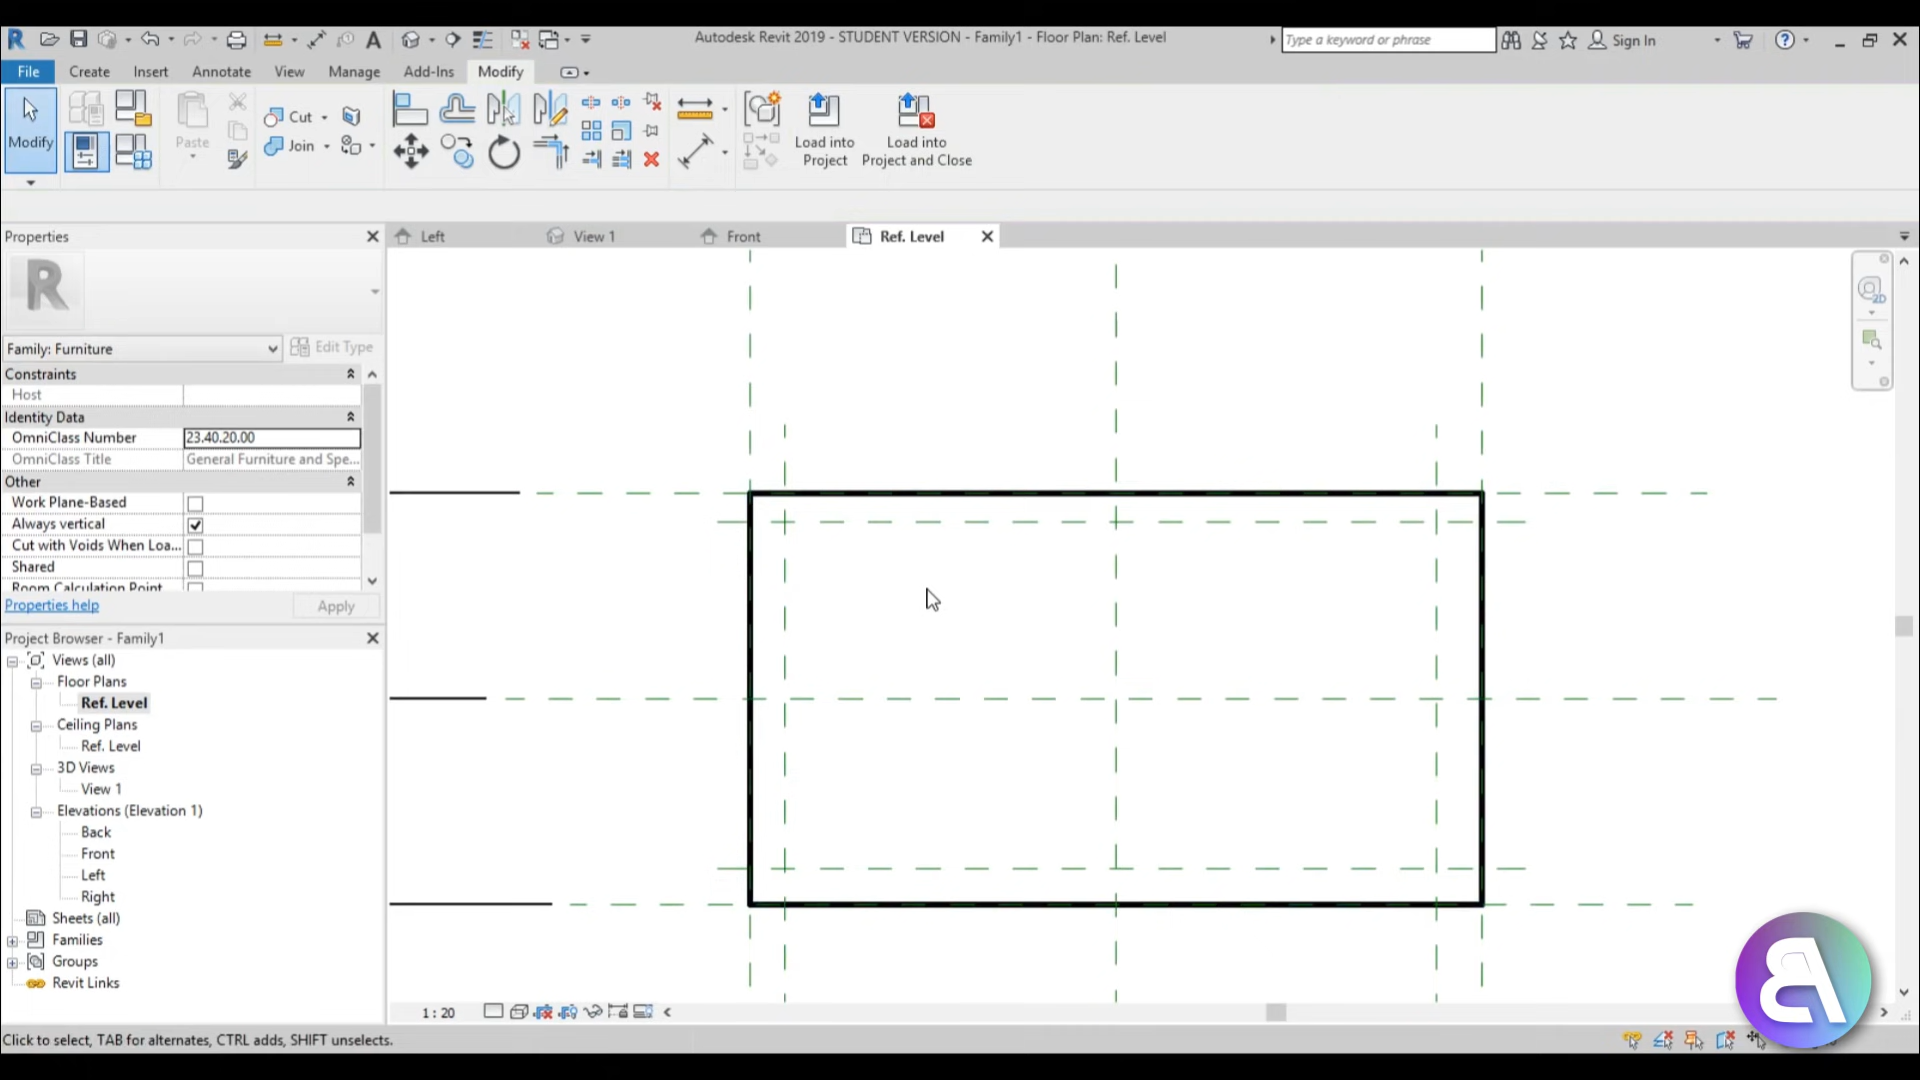 Autodesk Revit 2019 - STUDENT VERSION - Family1 - Floor Plan: Ref. Level
Type a keyword or phrase
Sign In
File Create Insert Annotate View Manage Add-Ins Modify
Modify
Paste
Cut
Join
Load into
Project
Load into
Project and Close
Properties
Left
View 1
Front
Ref. Level
2D
Family: Furniture
Edit Type
Constraints
Host
Identity Data
OmniClass Number 23.40.20.00
OmniClass Title General Furniture and Spe...
Other
Work Plane-Based
Always vertical
Cut with Voids When Loa...
Shared
Room Calculation Point
Properties help
Apply
Project Browser - Family1
Views (all)
Floor Plans
Ref. Level
Ceiling Plans
Ref. Level
3D Views
View 1
Elevations (Elevation 1)
Back
Front
Left
Right
Sheets (all)
Families
Groups
Revit Links
1 : 20
Click to select, TAB for alternates, CTRL adds, SHIFT unselects.